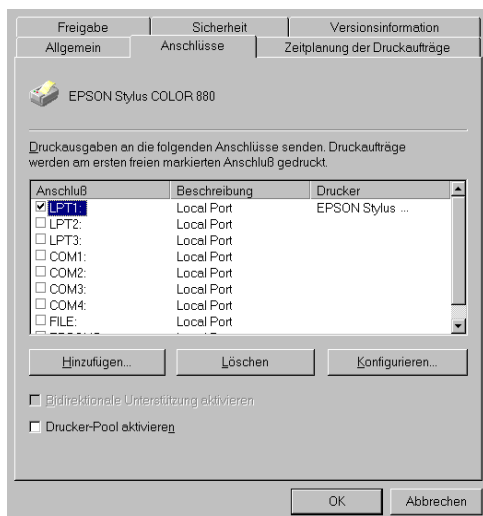 Freigabe Sicherheit Versionsinformation
Allgemein Anschlüsse Zeitplanung der Druckaufträge
EPSON Stylus COLOR 880
Druckausgaben an die folgenden Anschlüsse senden. Druckaufträge
werden am ersten freien markierten Anschluß gedruckt.
Anschluß Beschreibung Drucker
LPT1: Local Port EPSON Stylus ...
LPT2: Local Port
LPT3: Local Port
COM1: Local Port
COM2: Local Port
COM3: Local Port
COM4: Local Port
FILE: Local Port
Hinzufügen... Löschen Konfigurieren...
Bidirektionale Unterstützung aktivieren
Drucker-Pool aktivieren
OK Abbrechen